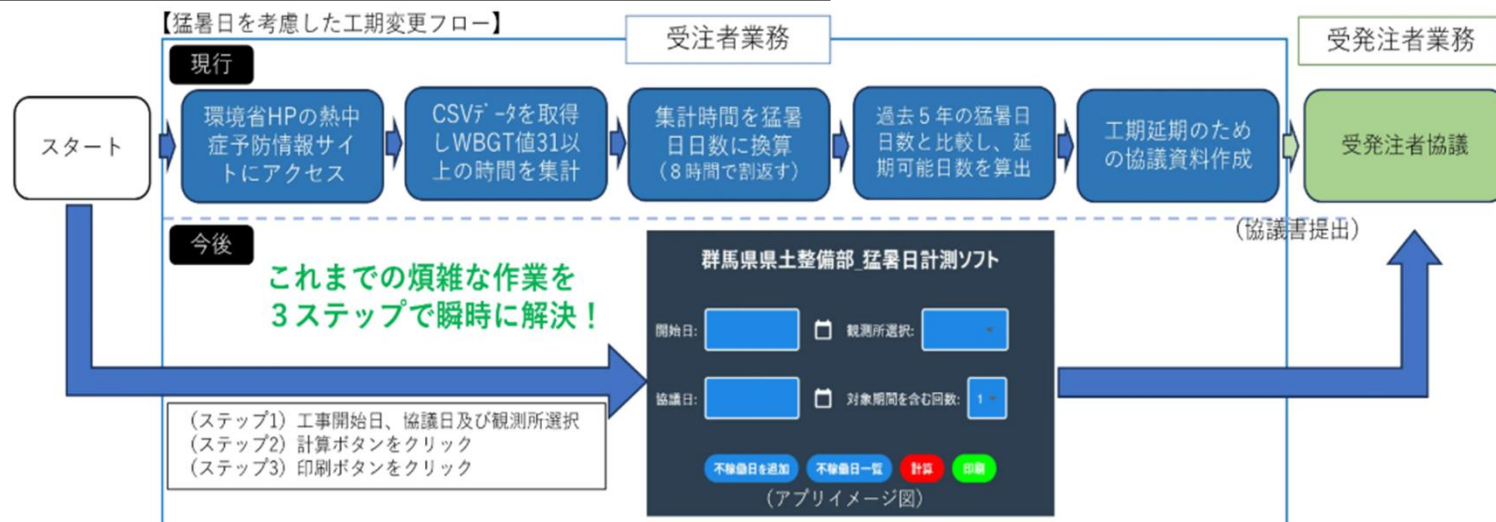 【猛暑日を考慮した工期変更フロー】
受注者業務
受発注者業務
現行
スタート
環境省HPの熱中
症予防情報サイ
トにアクセス
CSVデータを取得
しWBGT値31以
上の時間を集計
集計時間を猛暑
日日数に換算
(8時間で割返す)
過去5年の猛暑日
日数と比較し、延
期可能日数を算出
工期延期のため
の協議資料作成
受発注者協議
(協議書提出)
今後
これまでの煩雑な作業を
3ステップで瞬時に解決！
(ステップ1) 工事開始日、協議日及び観測所選択
(ステップ2) 計算ボタンをクリック
(ステップ3) 印刷ボタンをクリック
群馬県県土整備部_猛暑日計測ソフト
開始日:
観測所選択:
協議日:
対象期間を含む回数:
1
不稼働日を追加
不稼働日一覧
計算
印刷
(アプリイメージ図)